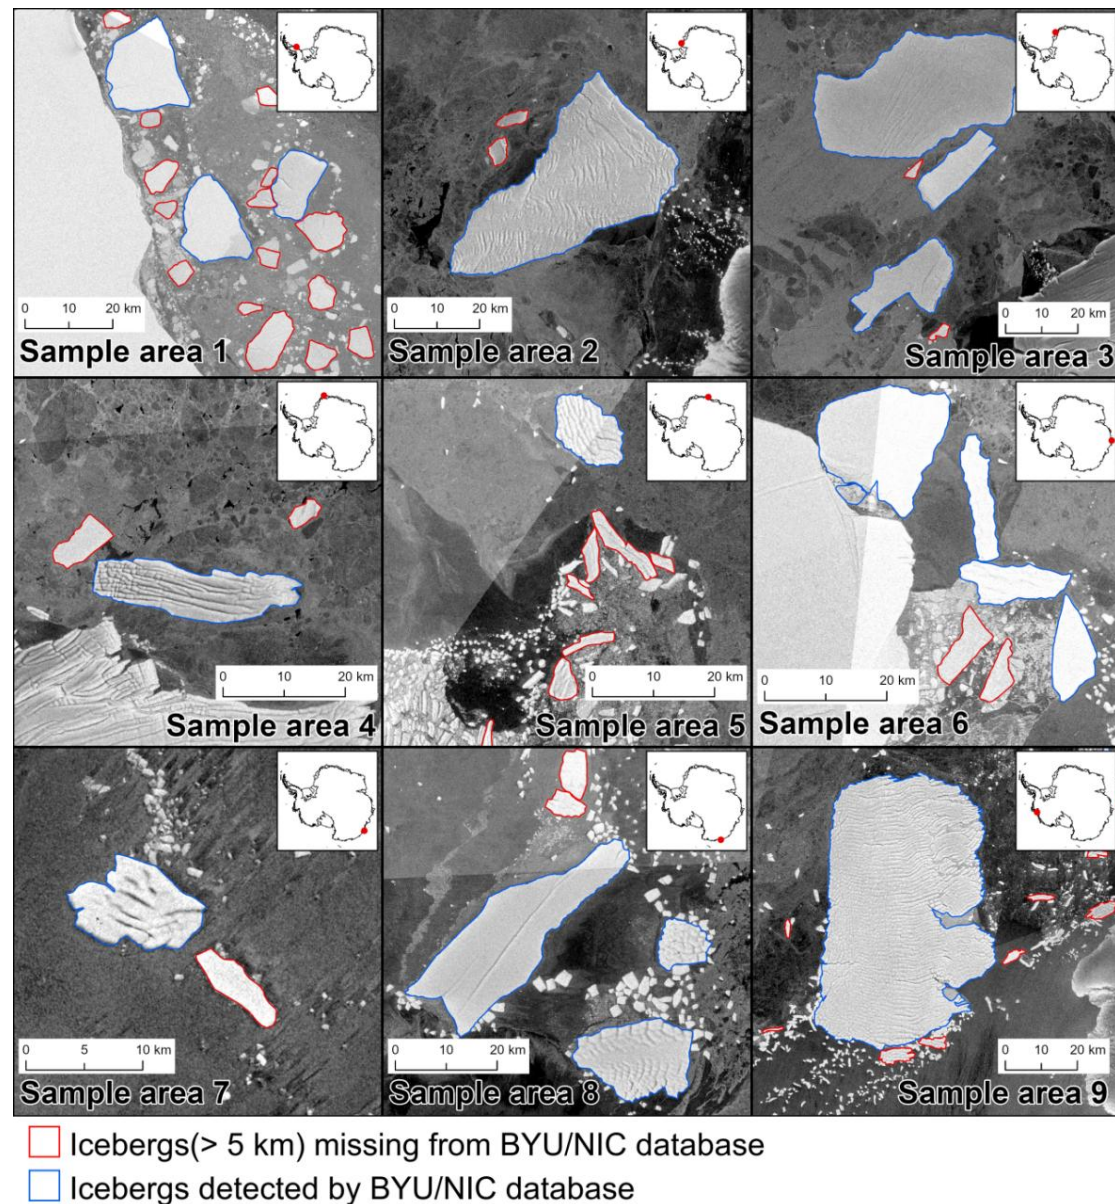 0 10 20 km
Sample area 1
0 10 20 km
Sample area 2
0 10 20 km
Sample area 3
0 10 20 km
Sample area 4
0 10 20 km
Sample area 5
0 10 20 km
Sample area 6
0 5 10 km
Sample area 7
0 10 20 km
Sample area 8
0 10 20 km
Sample area 9
Icebergs(> 5 km) missing from BYU/NIC database
Icebergs detected by BYU/NIC database